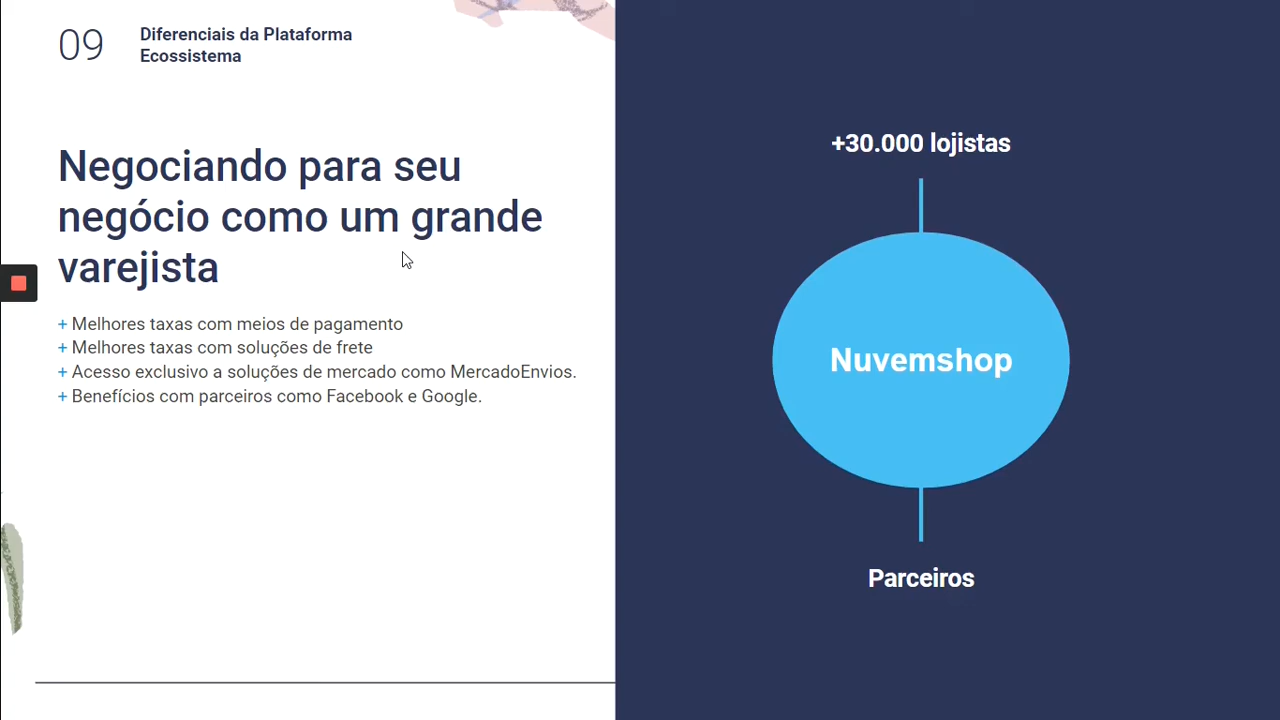 09
Diferenciais da Plataforma
Ecossistema
Negociando para seu
negócio como um grande
varejista
+ Melhores taxas com meios de pagamento
+ Melhores taxas com soluções de frete
+ Acesso exclusivo a soluções de mercado como MercadoEnvios.
+ Benefícios com parceiros como Facebook e Google.
+30.000 lojistas
Nuvemshop
Parceiros